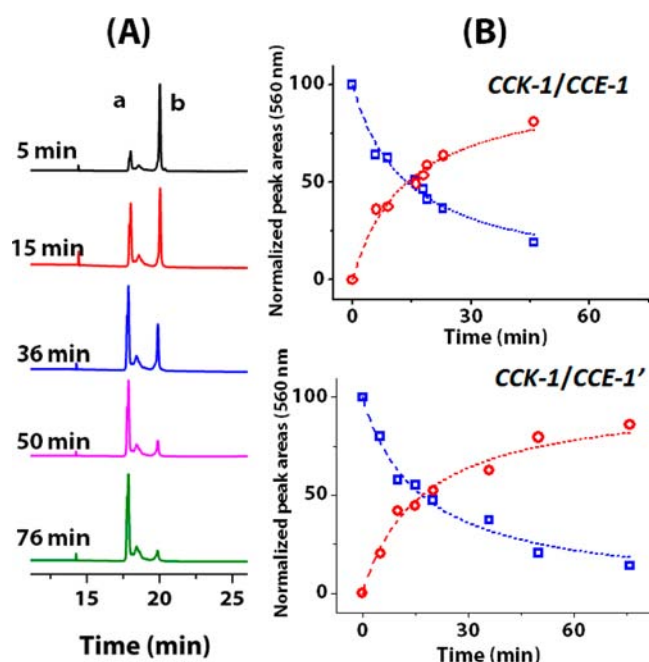 (A)
a
b
5 min
15 min
36 min
50 min
76 min
15
20
25
Time (min)
(B)
CCK-1/CCE-1
Normalized peak areas (560 nm
100
50
0
0
30
60
Time (min)
CCK-1/CCE-1’
Normalized peak areas (560 nm
100
50
0
0
30
60
Time (min)